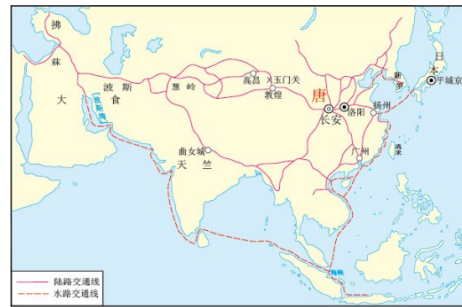 拂
菻
大
食
波斯
葱岭
高昌
玉门关
敦煌
唐
长安
洛阳
扬州
广州
新罗
日
本
平城京
曲女城
天竺
陆路交通线
水路交通线